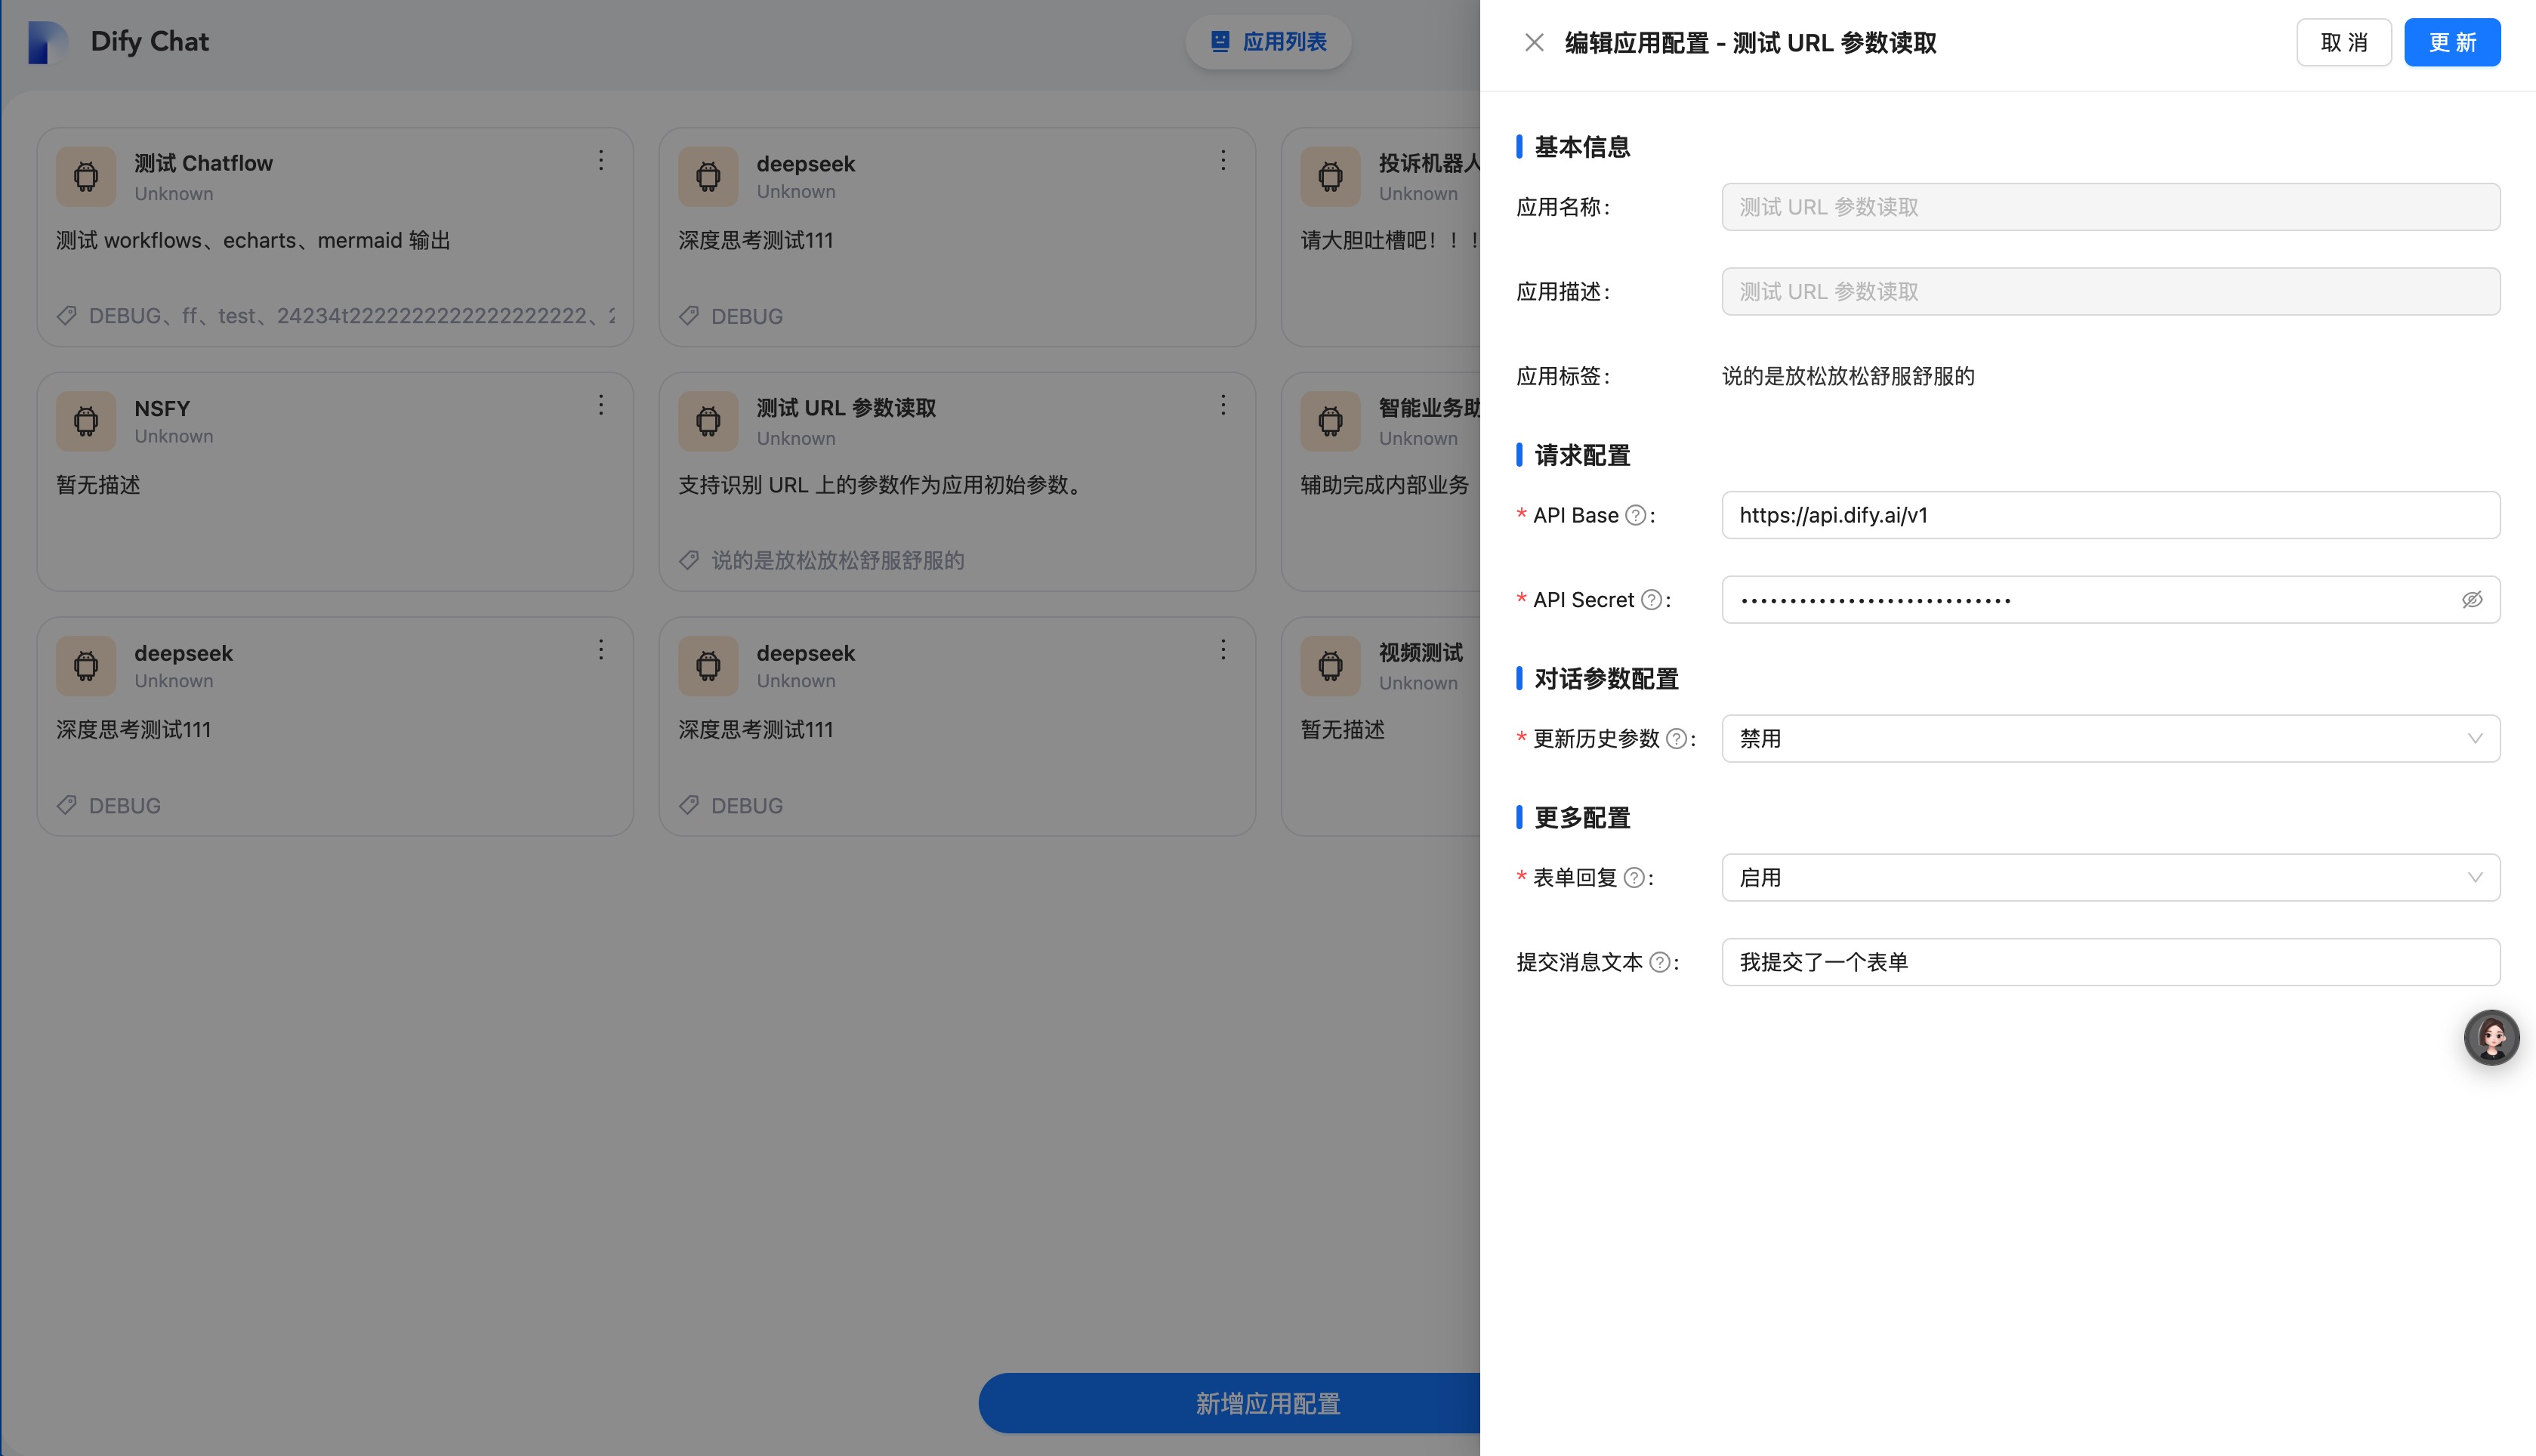 Dify Chat
应用列表
测试 Chatflow
Unknown
测试 workflows、echarts、mermaid 输出
DEBUG、ff、test、24234t2222222222222222222、2
deepseek
Unknown
深度思考测试111
DEBUG
投诉机器人
Unknown
请大胆吐槽吧！！！
NSFY
Unknown
暂无描述
测试 URL 参数读取
Unknown
支持识别 URL 上的参数作为应用初始参数。
说的是放松放松舒服舒服的
智能业务助
Unknown
辅助完成内部业务
deepseek
Unknown
深度思考测试111
DEBUG
deepseek
Unknown
深度思考测试111
DEBUG
视频测试
Unknown
暂无描述
新增应用配置
编辑应用配置 - 测试 URL 参数读取
取 消
更 新
基本信息
应用名称: 测试 URL 参数读取
应用描述: 测试 URL 参数读取
应用标签: 说的是放松放松舒服舒服的
请求配置
* API Base ?: https://api.dify.ai/v1
* API Secret ?: ••••••••••••••••••••••••••••
对话参数配置
* 更新历史参数 ?: 禁用
更多配置
* 表单回复 ?: 启用
提交消息文本 ?: 我提交了一个表单